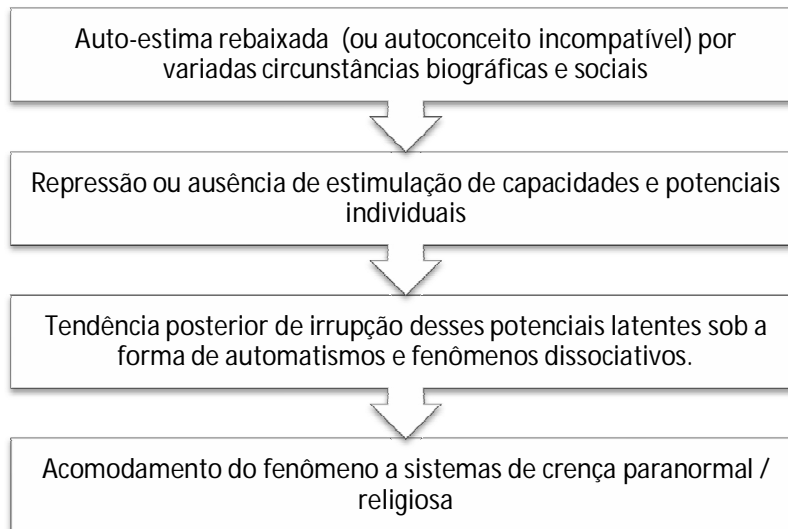 Auto-estima rebaixada (ou autoconceito incompatível) por
variadas circunstâncias biográficas e sociais
Repressão ou ausência de estimulação de capacidades e potenciais
individuais
Tendência posterior de irrupção desses potenciais latentes sob a
forma de automatismos e fenômenos dissociativos.
Acomodamento do fenômeno a sistemas de crença paranormal /
religiosa